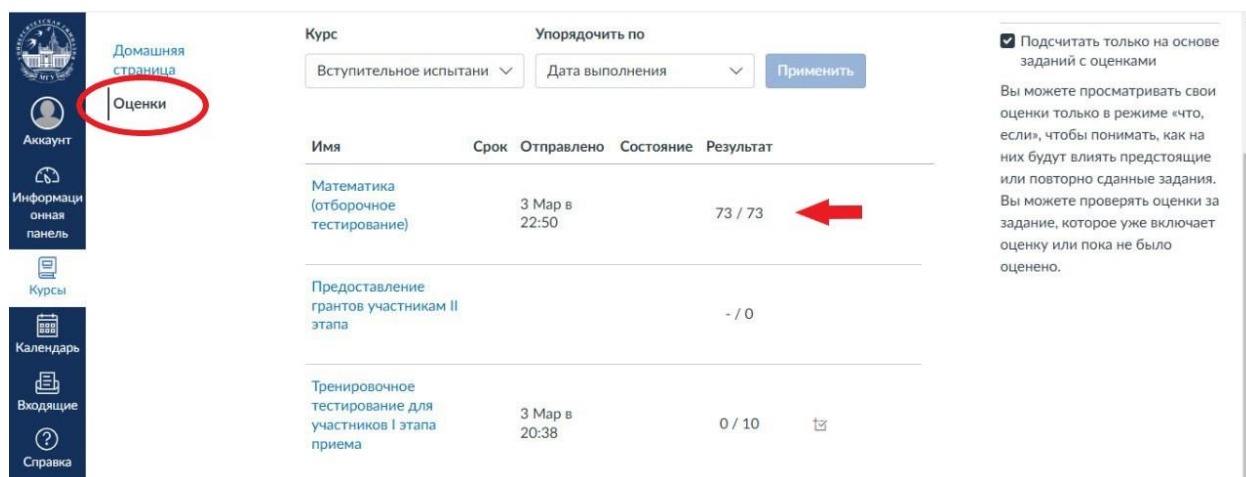 УНИВЕРСИТЕТСКАЯ ГИМНАЗИЯ
МГУ
Аккаунт
Информаци
онная
панель
Курсы
Календарь
Входящие
Справка
Домашняя
страница
Оценки
Курс
Упорядочить по
Вступительное испытани
Дата выполнения
Применить
Имя Срок Отправлено Состояние Результат
Математика
(отборочное
тестирование)
3 Мар в
22:50
73 / 73
Предоставление
грантов участникам II
этапа
- / 0
Тренировочное
тестирование для
участников I этапа
приема
3 Мар в
20:38
0 / 10
Подсчитать только на основе
заданий с оценками
Вы можете просматривать свои
оценки только в режиме «что,
если», чтобы понимать, как на
них будут влиять предстоящие
или повторно сданные задания.
Вы можете проверять оценки за
задание, которое уже включает
оценку или пока не было
оценено.